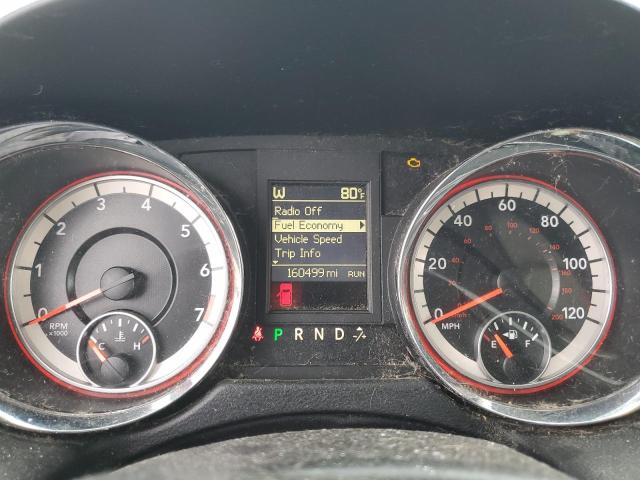 W 80°F
Radio Off
Fuel Economy
Vehicle Speed
Trip Info
160499 mi RUN
P R N D
0 1 2 3 4 5 6 7
RPM
x1000
C H
0 20 40 60 80 100 120
MPH
E F